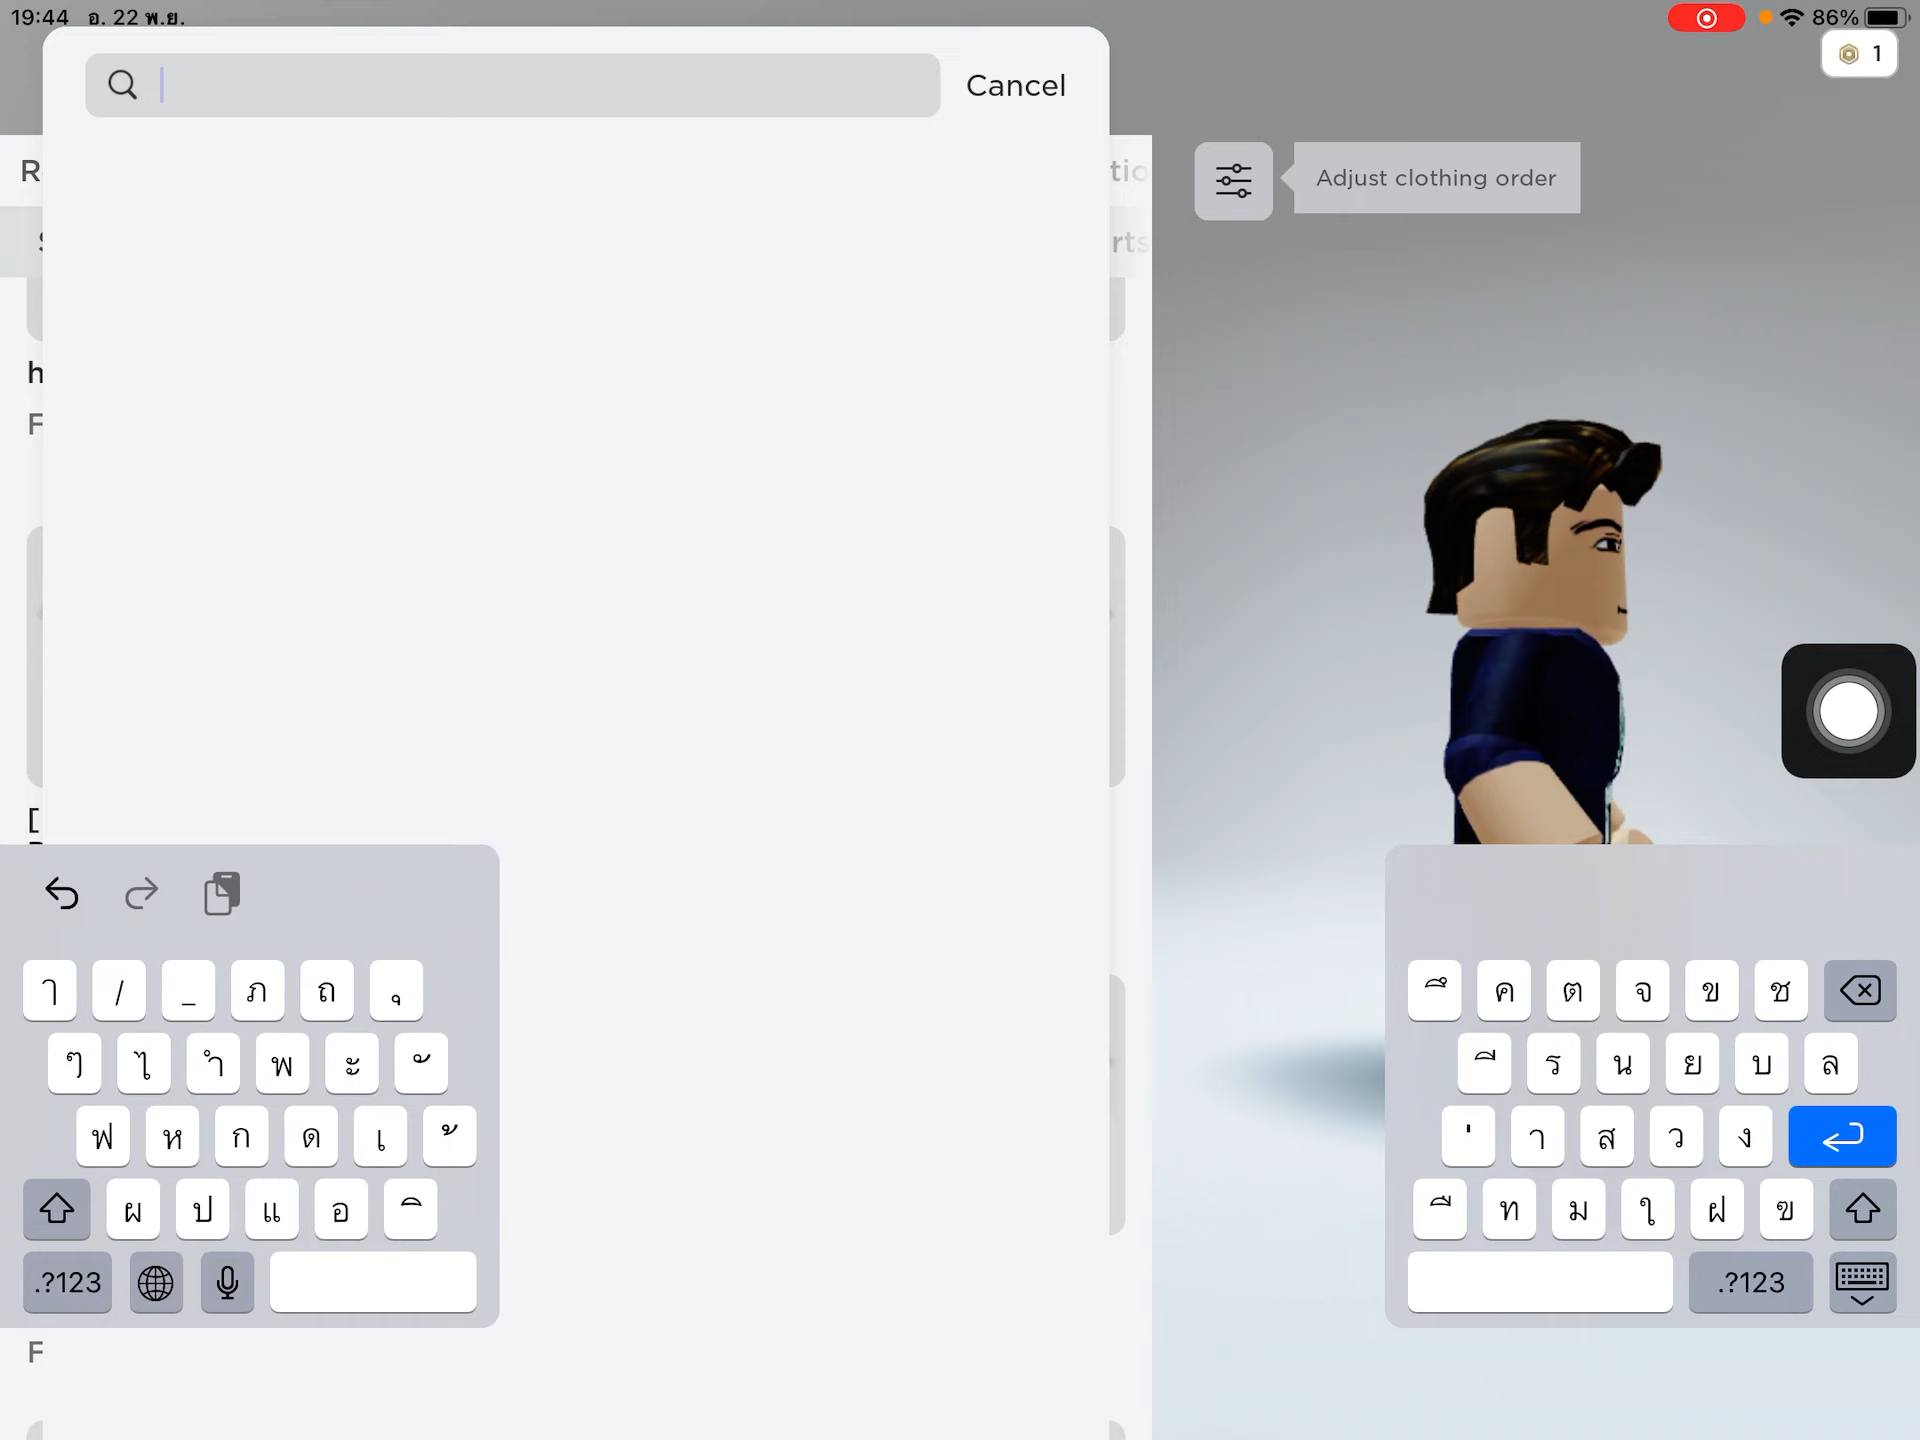 19:44 อ. 22 พ.ย.
86%
1
Cancel
R
tio
Adjust clothing order
rts
h
F
[
ๅ / _ ภ ถ ุ
ึ ค ต จ ข ช
ๆ ไ ำ พ ะ ั
ี ร น ย บ ล
ฟ ห ก ด เ ้
่ า ส ว ง
ผ ป แ อ ิ
ื ท ม ใ ฝ ฃ
.?123
.?123
F